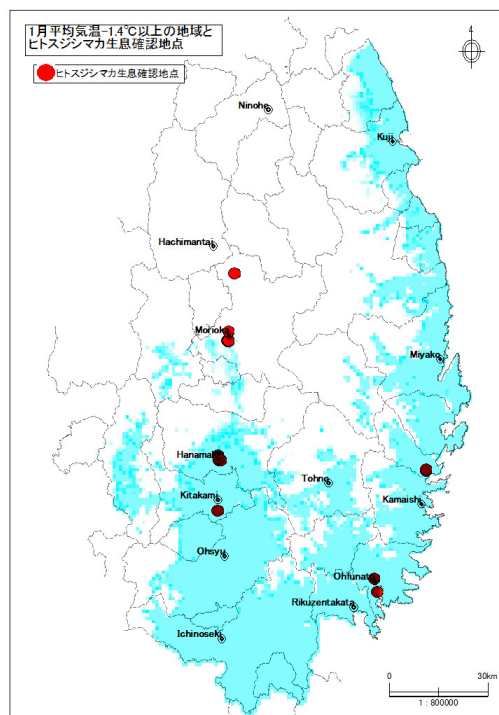 1月平均気温-1.4℃以上の地域と
ヒトスジシマカ生息確認地点
ヒトスジシマカ生息確認地点
Ninohe
Kuji
Hachimantai
Morioka
Miyako
Hanamaki
Tohno
Kitakami
Kamaishi
Ohsyu
Ohfunato
Rikuzentakata
Ichinoseki
0 30km
1 : 800000